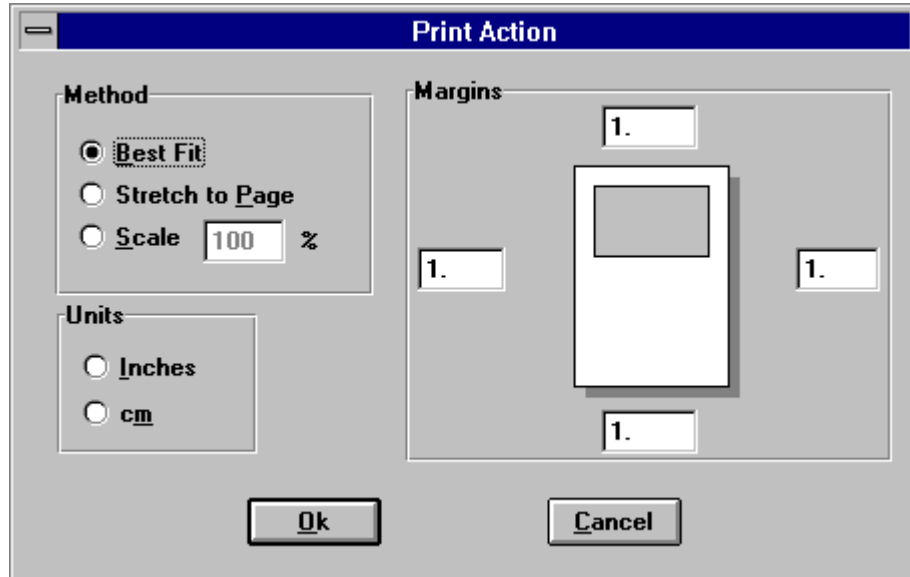 Print Action
Method
Best Fit
Stretch to Page
Scale 100 %
Units
Inches
cm
Margins
1.
1.
1.
1.
Ok
Cancel